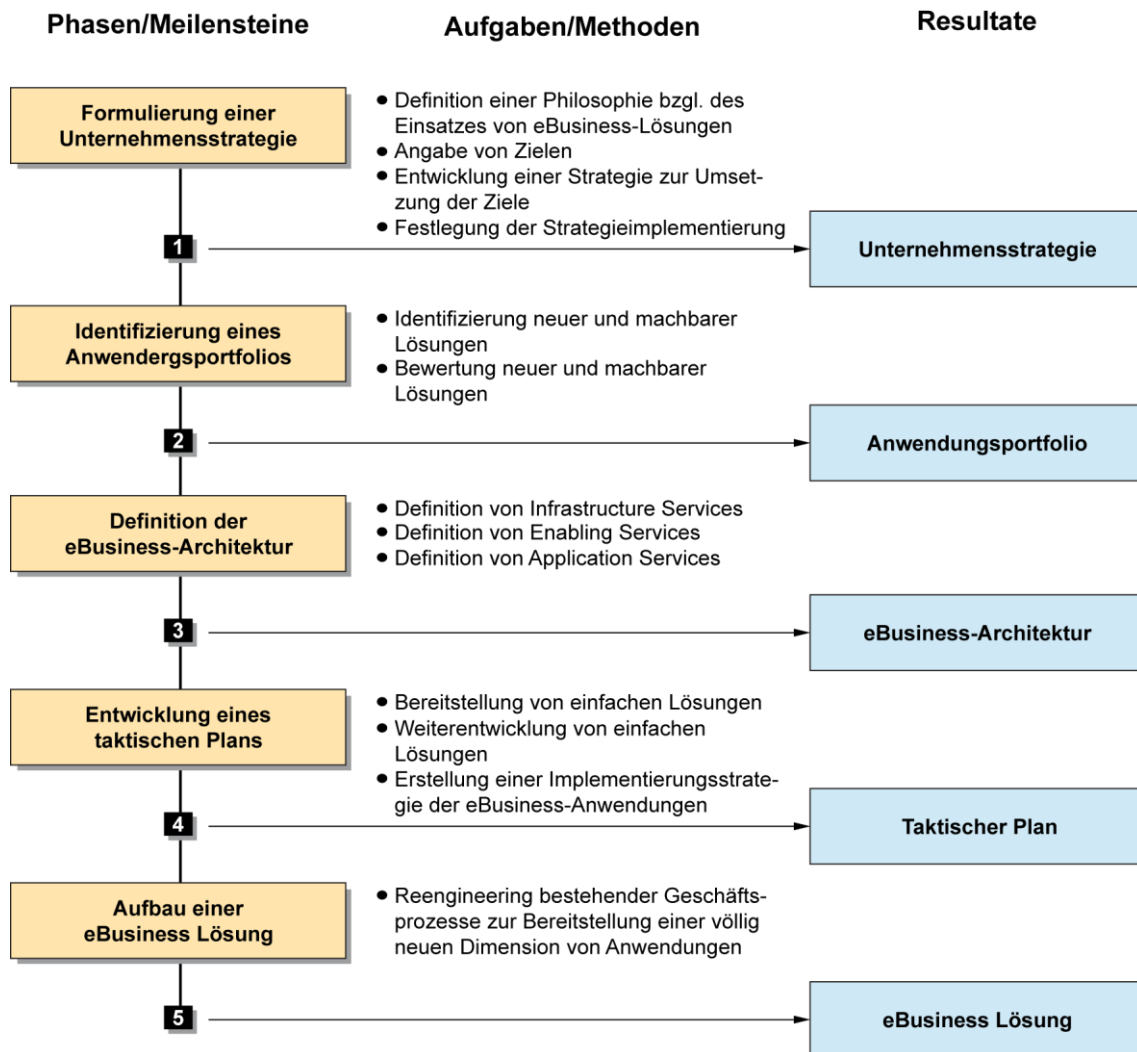 Phasen/Meilensteine
Aufgaben/Methoden
Resultate
Formulierung einer
Unternehmensstrategie
• Definition einer Philosophie bzgl. des
Einsatzes von eBusiness-Lösungen
• Angabe von Zielen
• Entwicklung einer Strategie zur Umset-
zung der Ziele
• Festlegung der Strategieimplementierung
1
Unternehmensstrategie
Identifizierung eines
Anwendergsportfolios
• Identifizierung neuer und machbarer
Lösungen
• Bewertung neuer und machbarer
Lösungen
2
Anwendungsportfolio
Definition der
eBusiness-Architektur
• Definition von Infrastructure Services
• Definition von Enabling Services
• Definition von Application Services
3
eBusiness-Architektur
Entwicklung eines
taktischen Plans
• Bereitstellung von einfachen Lösungen
• Weiterentwicklung von einfachen
Lösungen
• Erstellung einer Implementierungsstrate-
gie der eBusiness-Anwendungen
4
Taktischer Plan
Aufbau einer
eBusiness Lösung
• Reengineering bestehender Geschäfts-
prozesse zur Bereitstellung einer völlig
neuen Dimension von Anwendungen
5
eBusiness Lösung